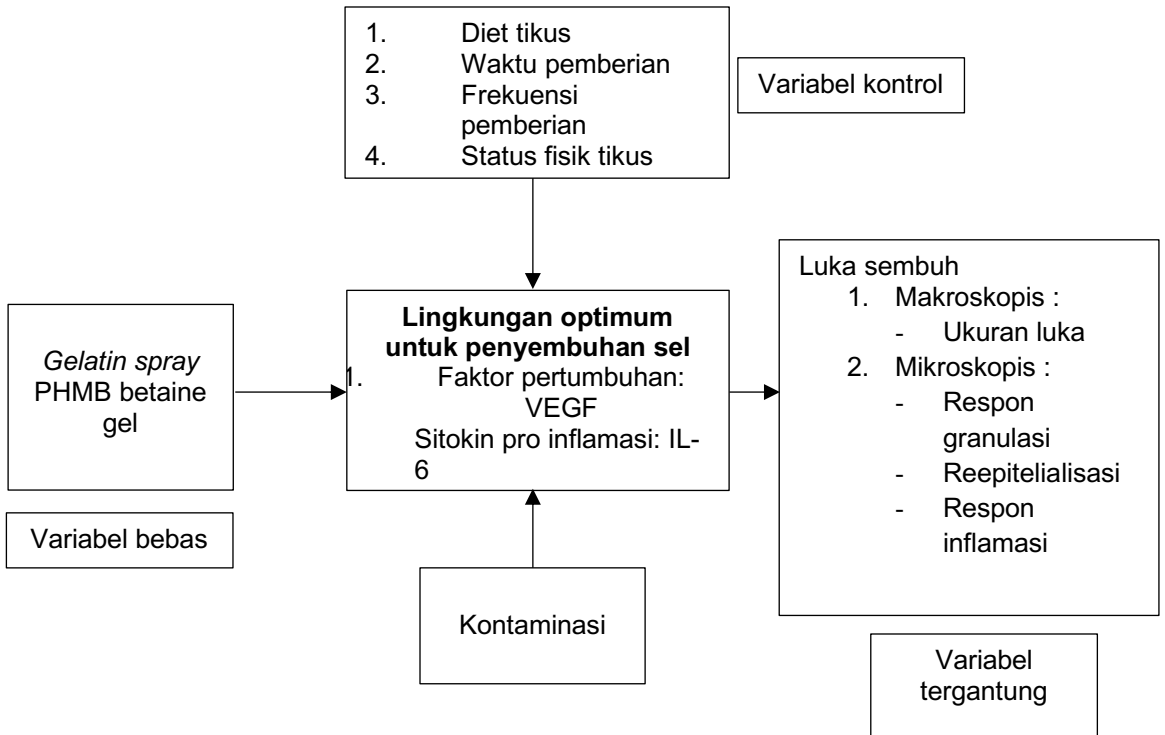 1. Diet tikus
2. Waktu pemberian
3. Frekuensi
pemberian
4. Status fisik tikus
Variabel kontrol
Gelatin spray
PHMB betaine
gel
Variabel bebas
Lingkungan optimum
untuk penyembuhan sel
1. Faktor pertumbuhan:
VEGF
Sitokin pro inflamasi: IL-
6
Kontaminasi
Luka sembuh
1. Makroskopis :
- Ukuran luka
2. Mikroskopis :
- Respon
granulasi
- Reepitelialisasi
- Respon
inflamasi
Variabel
tergantung